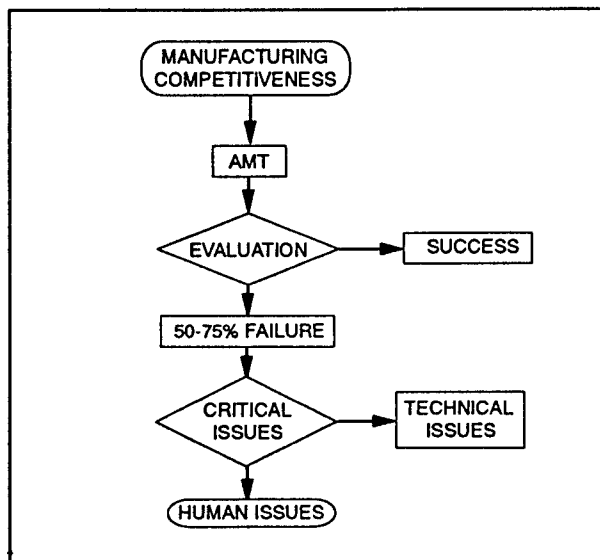 MANUFACTURING
COMPETITIVENESS
AMT
EVALUATION
SUCCESS
50-75% FAILURE
CRITICAL
ISSUES
TECHNICAL
ISSUES
HUMAN ISSUES